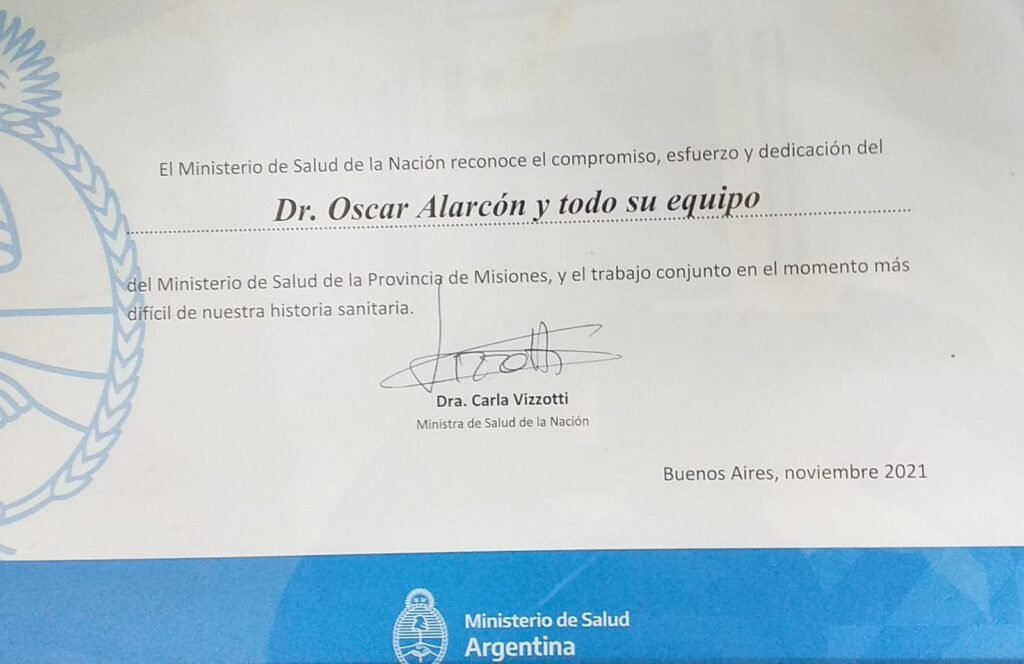 El Ministerio de Salud de la Nación reconoce el compromiso, esfuerzo y dedicación del
Dr. Oscar Alarcón y todo su equipo
del Ministerio de Salud de la Provincia de Misiones, y el trabajo conjunto en el momento más
difícil de nuestra historia sanitaria.
Vizzotti
Dra. Carla Vizzotti
Ministra de Salud de la Nación
Buenos Aires, noviembre 2021
Ministerio de Salud
Argentina